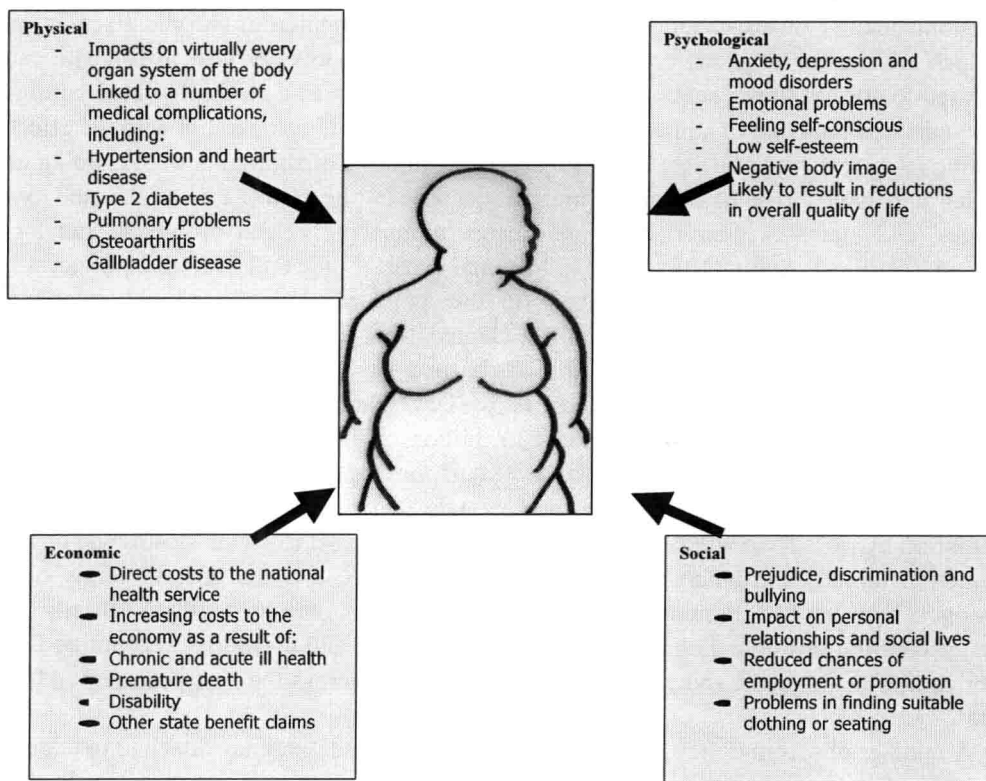 Physical
- Impacts on virtually every
organ system of the body
- Linked to a number of
medical complications,
including:
- Hypertension and heart
disease
- Type 2 diabetes
- Pulmonary problems
- Osteoarthritis
- Gallbladder disease
Psychological
- Anxiety, depression and
mood disorders
- Emotional problems
- Feeling self-conscious
- Low self-esteem
- Negative body image
Likely to result in reductions
in overall quality of life
Economic
Direct costs to the national
health service
Increasing costs to the
economy as a result of:
Chronic and acute ill health
Premature death
Disability
Other state benefit claims
Social
Prejudice, discrimination and
bullying
Impact on personal
relationships and social lives
Reduced chances of
employment or promotion
Problems in finding suitable
clothing or seating